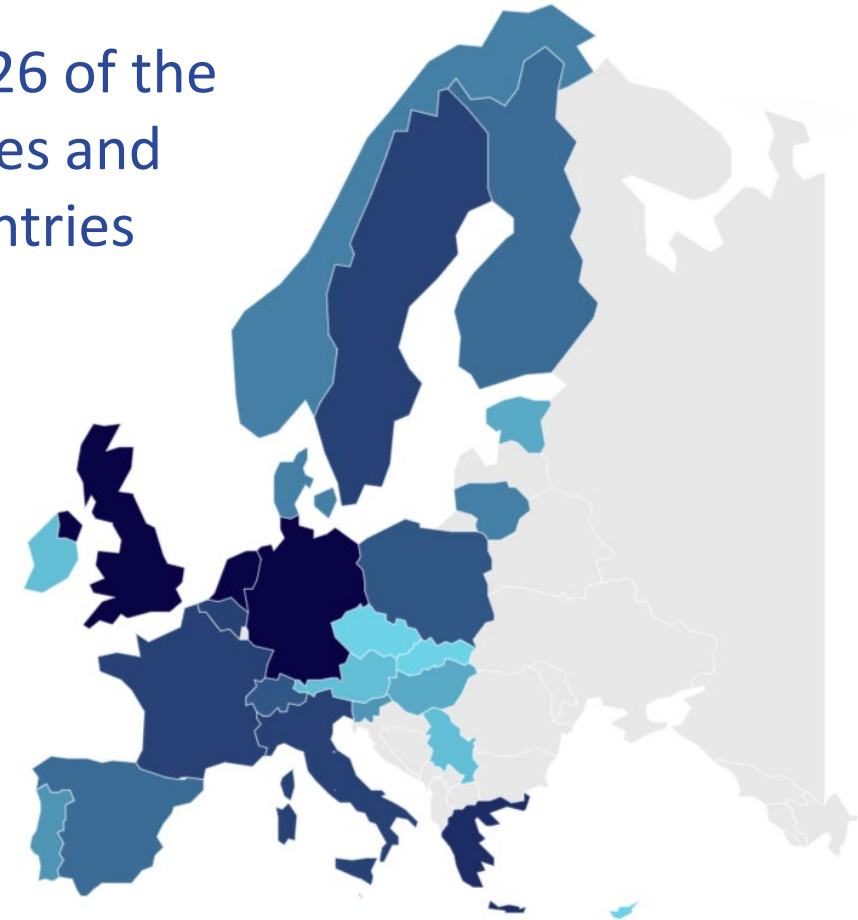 26 of the
es and
ntries